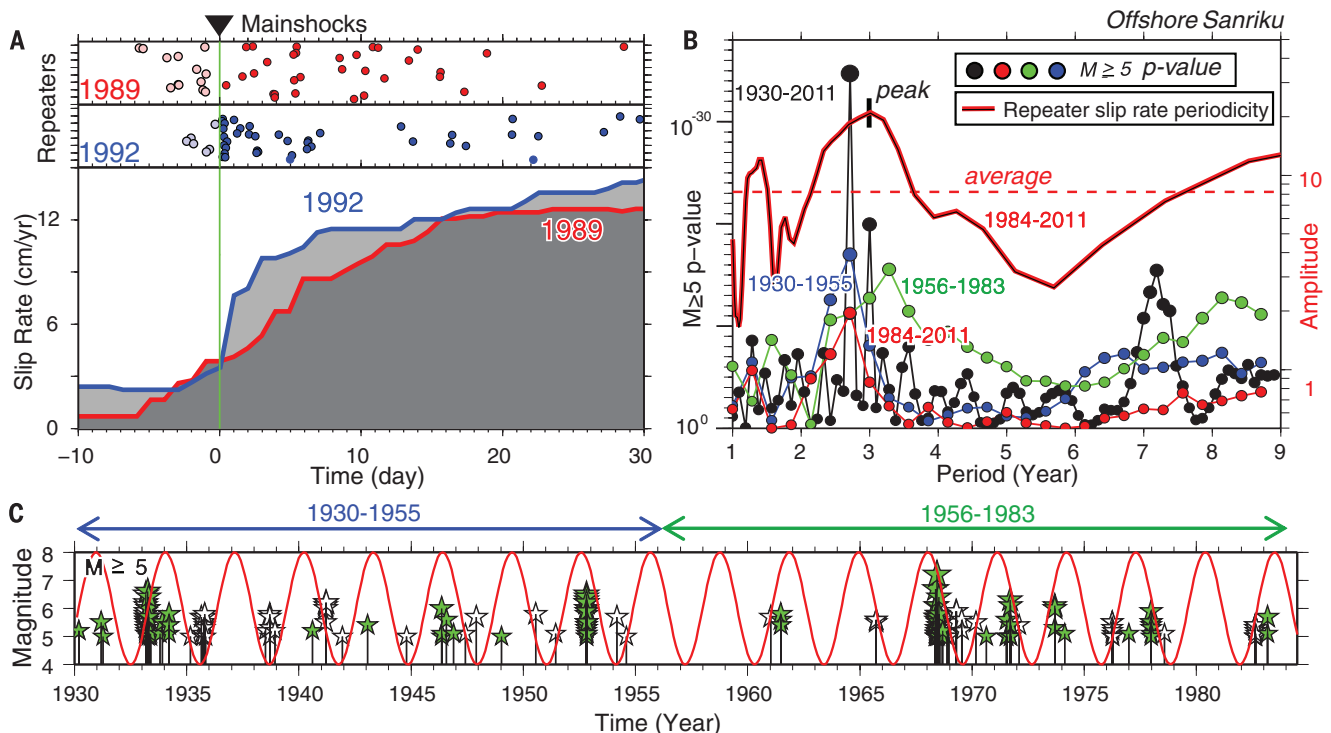 A
Mainshocks
1989
1992
Repeaters
1992
1989
Slip Rate (cm/yr)
12
6
0
−10
0
10
20
30
Time (day)
Offshore Sanriku
B
M ≥ 5 p-value
Repeater slip rate periodicity
1930-2011
peak
average
1984-2011
1930-1955
1956-1983
1984-2011
M≥5 p−value
10-30
100
10
1
Amplitude
1
2
3
4
5
6
7
8
9
Period (Year)
C
1930-1955
1956-1983
M ≥ 5
Magnitude
8
7
6
5
4
1930
1935
1940
1945
1950
1955
1960
1965
1970
1975
1980
Time (Year)